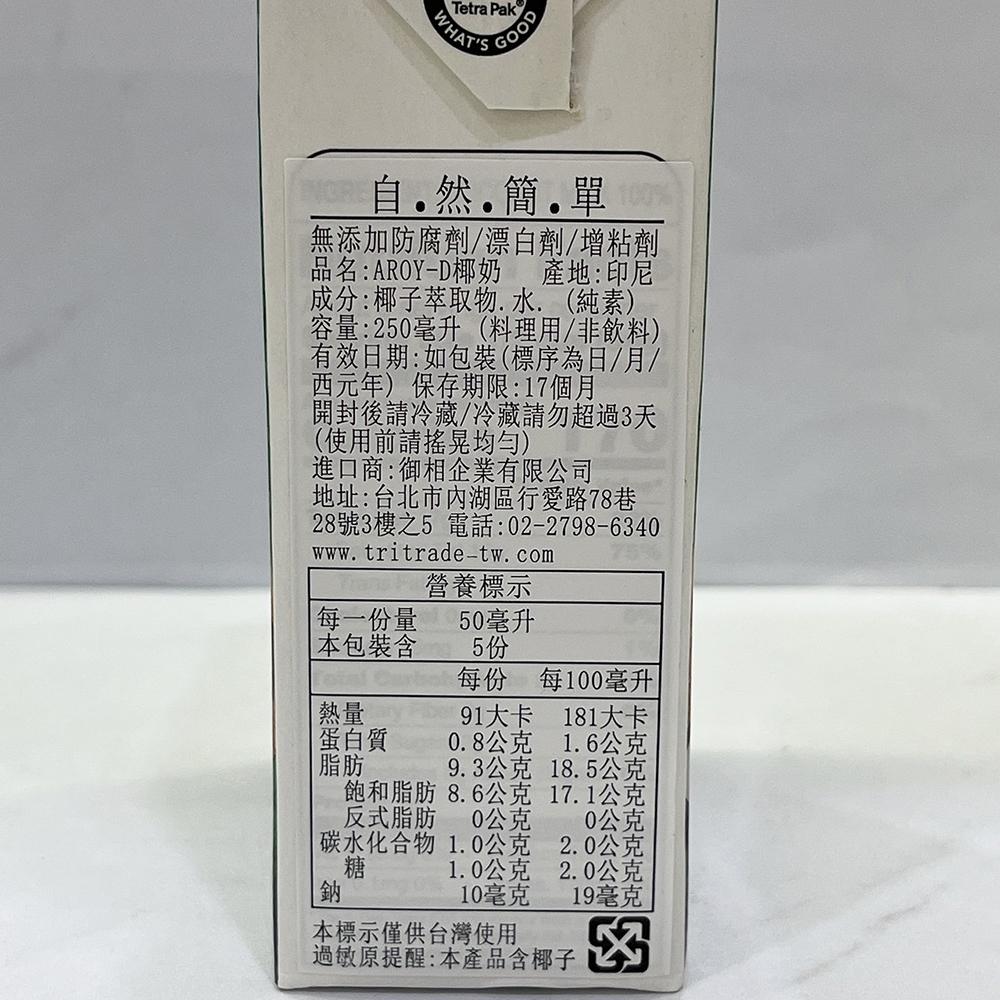 Tetra Pak®
WHAT'S GOOD
自.然.簡.單
無添加防腐劑/漂白劑/增粘劑
品名:AROY-D椰奶 產地:印尼
成分:椰子萃取物.水. (純素)
容量:250毫升 (料理用/非飲料)
有效日期:如包裝(標序為日/月/
西元年) 保存期限:17個月
開封後請冷藏/冷藏請勿超過3天
(使用前請搖晃均勻)
進口商:御相企業有限公司
地址:台北市內湖區行愛路78巷
28號3樓之5 電話:02-2798-6340
www.tritrade-tw.com
營養標示
每一份量 50毫升
本包裝含 5份
每份 每100毫升
熱量 91大卡 181大卡
蛋白質 0.8公克 1.6公克
脂肪 9.3公克 18.5公克
飽和脂肪 8.6公克 17.1公克
反式脂肪 0公克 0公克
碳水化合物 1.0公克 2.0公克
糖 1.0公克 2.0公克
鈉 10毫克 19毫克
本標示僅供台灣使用
過敏原提醒:本產品含椰子